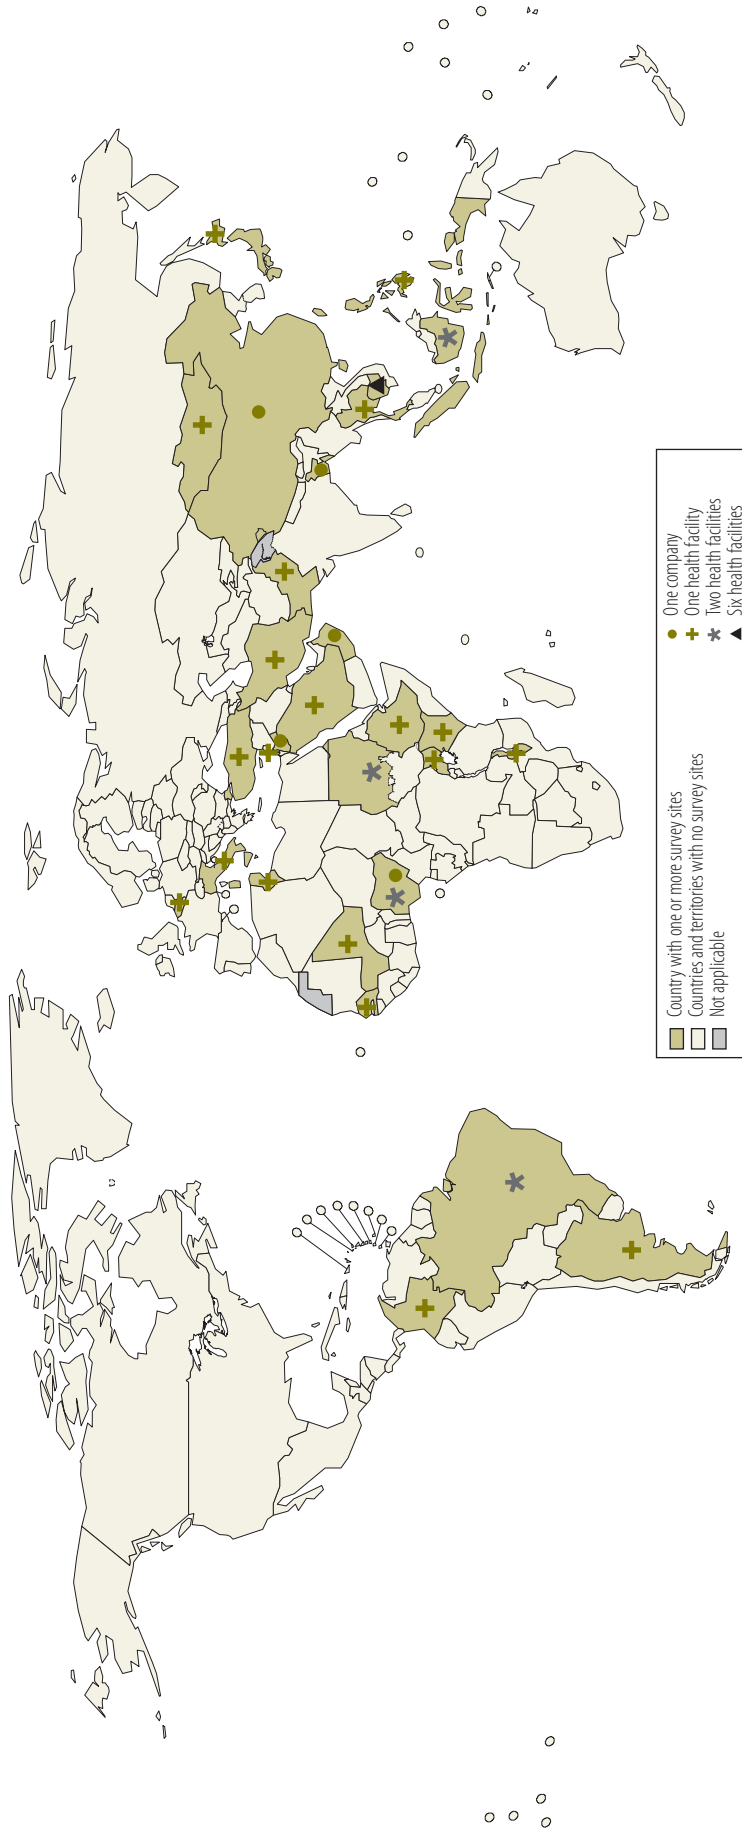 Country with one or more survey sites
Countries and territories with no survey sites
Not applicable
One company
One health facility
Two health facilities
Six health facilities